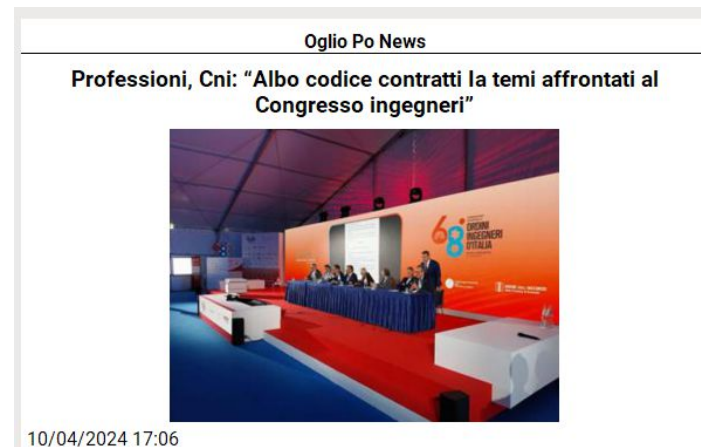 Oglio Po News
Professioni, Cni: “Albo codice contratti Ia temi affrontati al
Congresso ingegneri”
68°
ORDINI
INGEGNERI
D'ITALIA
10/04/2024 17:06